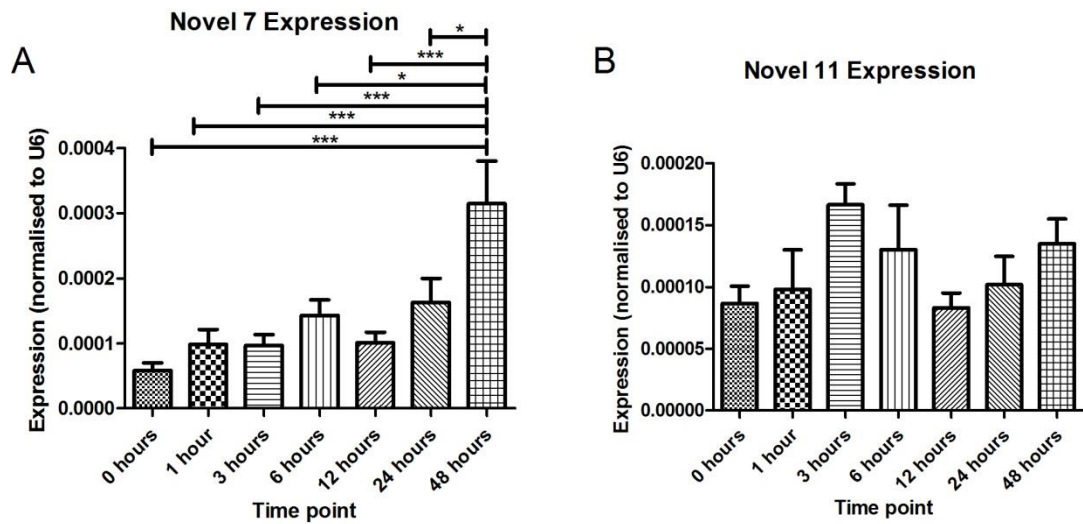 A
Novel 7 Expression
*
***
*
***
***
***
Expression (normalised to U6)
0.0004
0.0003
0.0002
0.0001
0.0000
0 hours
1 hour
3 hours
6 hours
12 hours
24 hours
48 hours
Time point
B
Novel 11 Expression
Expression (normalised to U6)
0.00020
0.00015
0.00010
0.00005
0.00000
0 hours
1 hour
3 hours
6 hours
12 hours
24 hours
48 hours
Time point